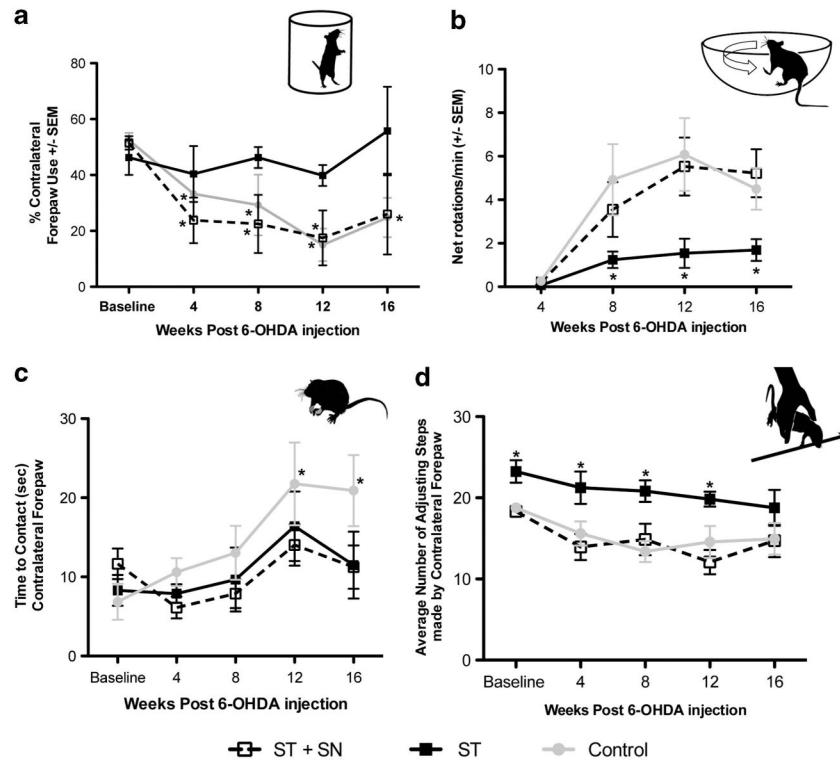 a
% Contralateral
Forepaw Use +/- SEM
80
60
40
20
0
*
*
*
*
*
*
*
Baseline
4
8
12
16
Weeks Post 6-OHDA injection
b
Net rotations/min (+/- SEM)
10
8
6
4
2
0
*
*
*
4
8
12
16
Weeks Post 6-OHDA injection
c
Time to Contact (sec)
Contralateral Forepaw
30
20
10
0
*
*
Baseline
4
8
12
16
Weeks Post 6-OHDA injection
d
Average Number of Adjusting Steps
made by Contralateral Forepaw
30
20
10
0
*
*
*
*
Baseline
4
8
12
16
Weeks Post 6-OHDA injection
ST + SN
ST
Control